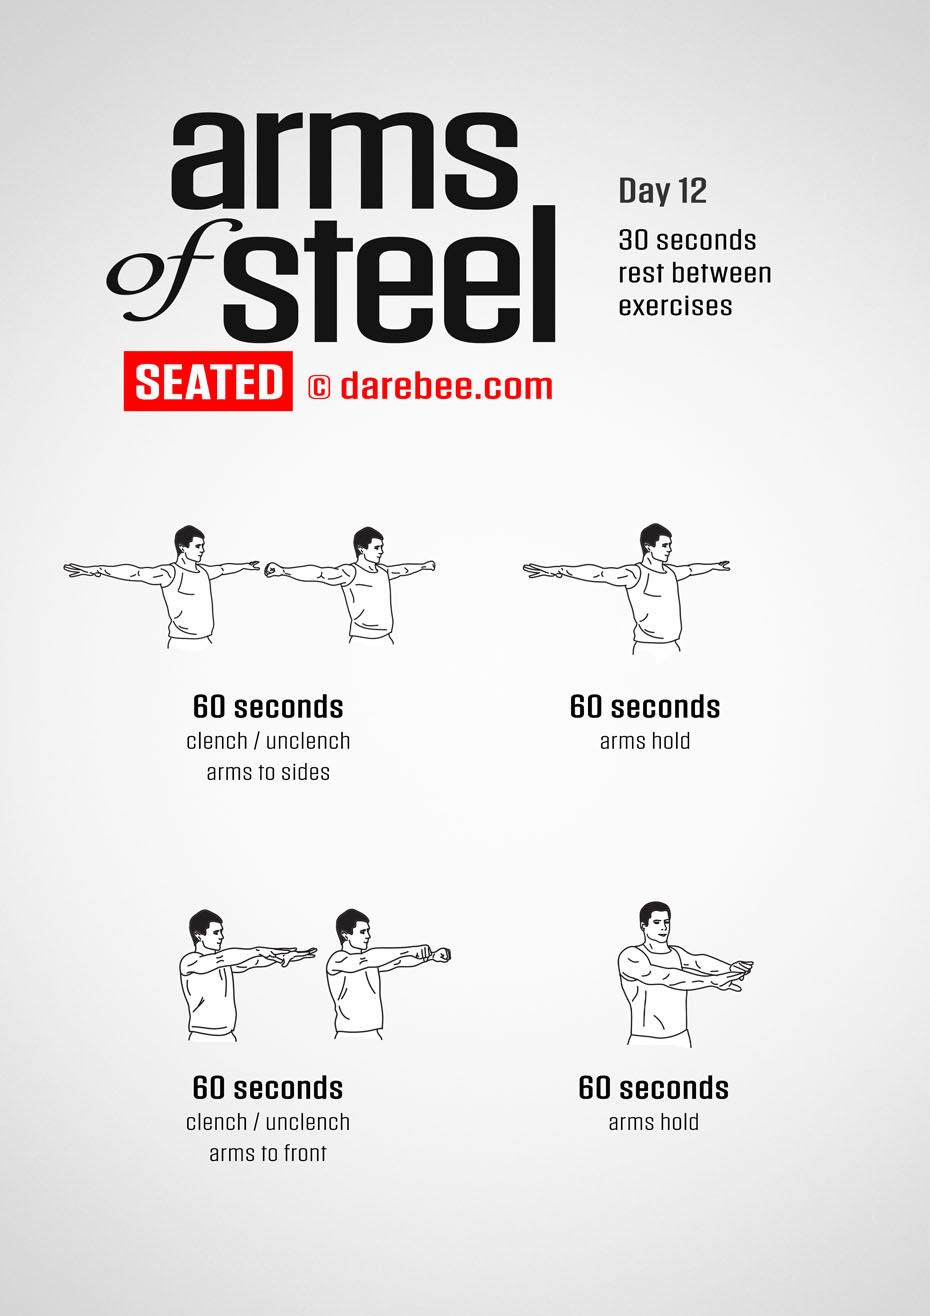 arms
of steel
SEATED © darebee.com
Day 12
30 seconds
rest between
exercises
60 seconds
clench / unclench
arms to sides
60 seconds
arms hold
60 seconds
clench / unclench
arms to front
60 seconds
arms hold